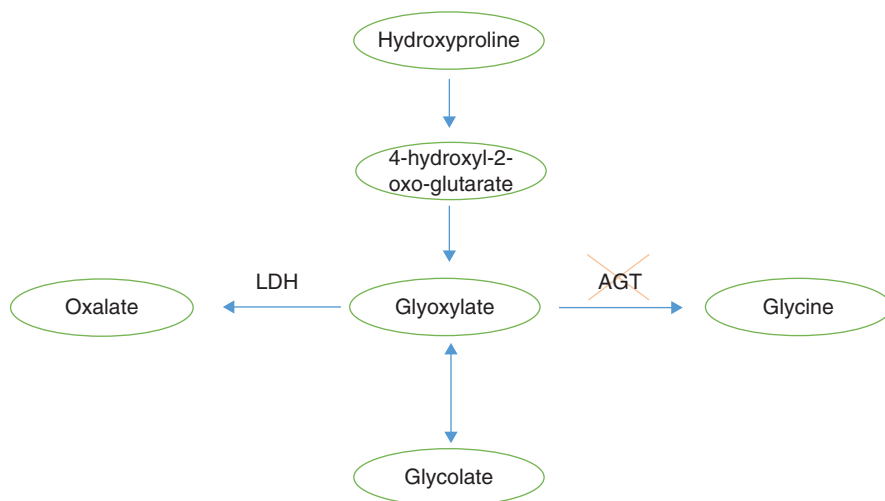 Hydroxyproline
4-hydroxyl-2-
oxo-glutarate
LDH
AGT
Oxalate
Glyoxylate
Glycine
Glycolate